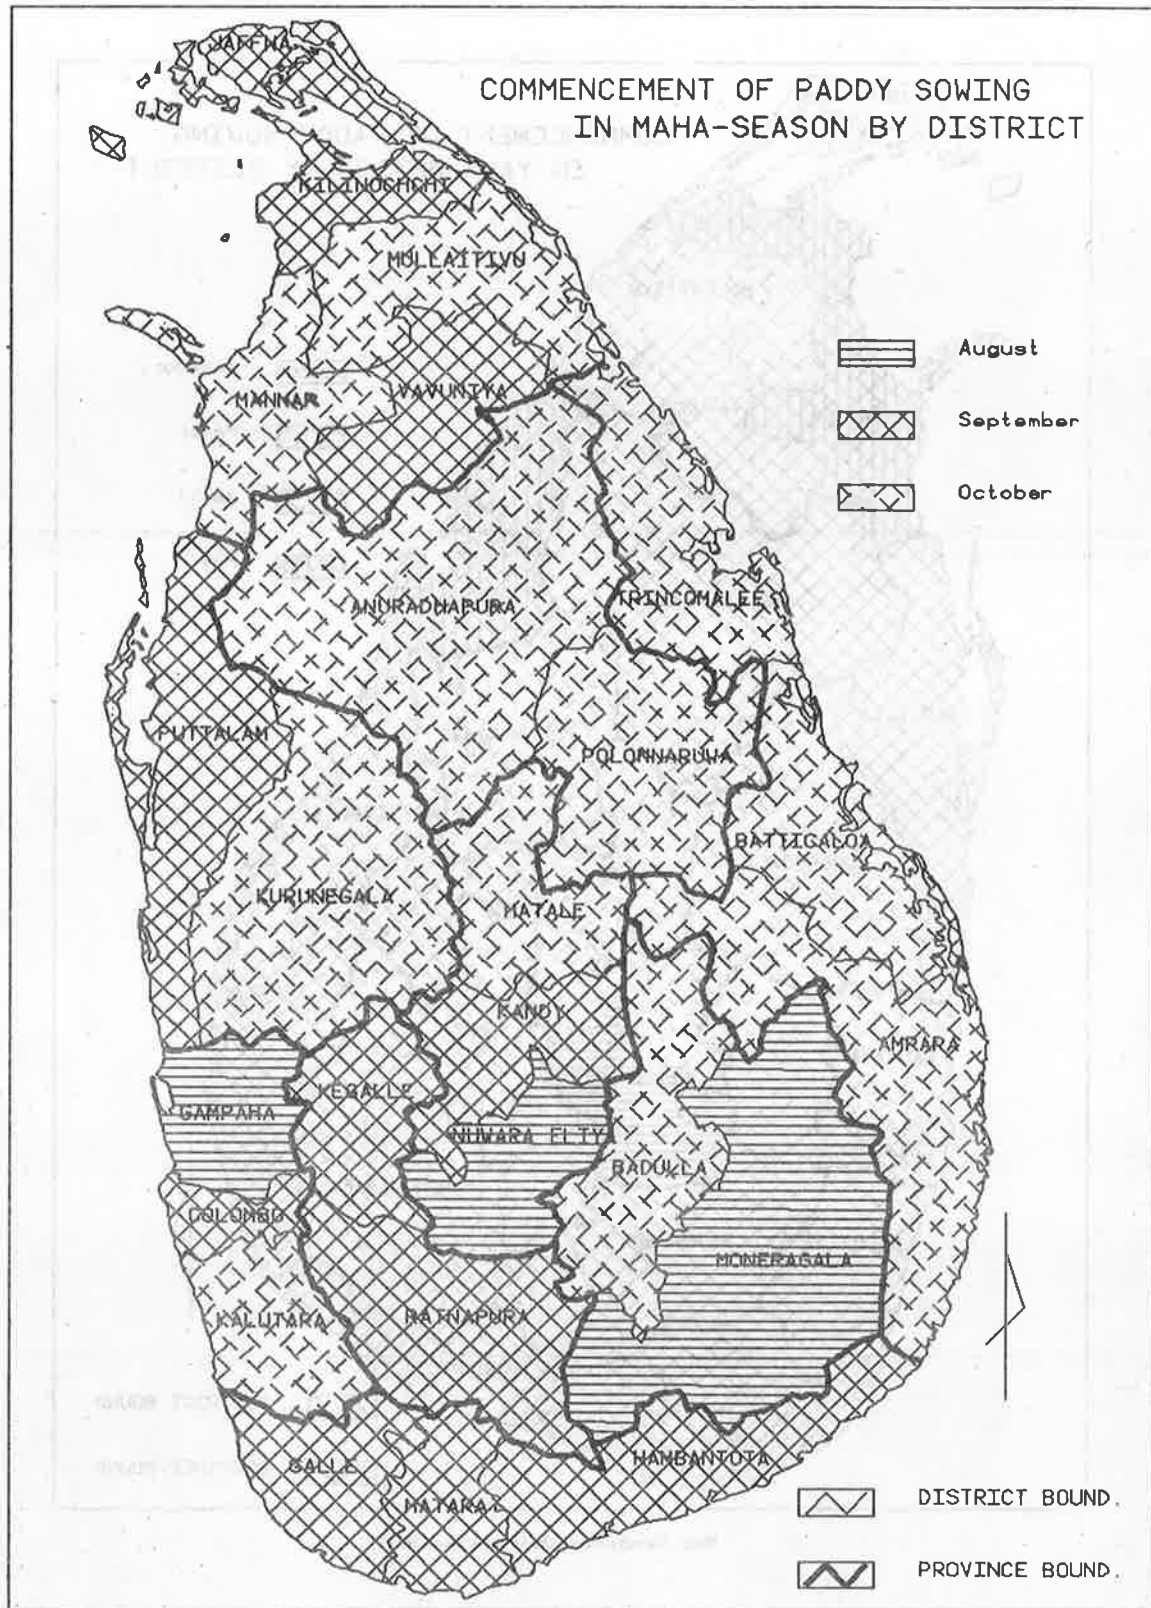 JAFFNA
COMMENCEMENT OF PADDY SOWING
IN MAHA-SEASON BY DISTRICT
KILINOCHCHI
MULLAITIVU
August
VAVUNIYA
MANNAR
September
October
ANURADHAPURA
TRINCOMALEE
PUTTALAM
POLONNARUWA
BATTICALOA
KURUNEGALA
MATALE
KANDY
AMRARA
KEGALLE
GAMPAHA
NUWARA ELIY
BADULLA
COLOMBO
MONERAGALA
KALUTARA
RATNAPURA
GALLE
HAMBANTOTA
MATARA
DISTRICT BOUND.
PROVINCE BOUND.